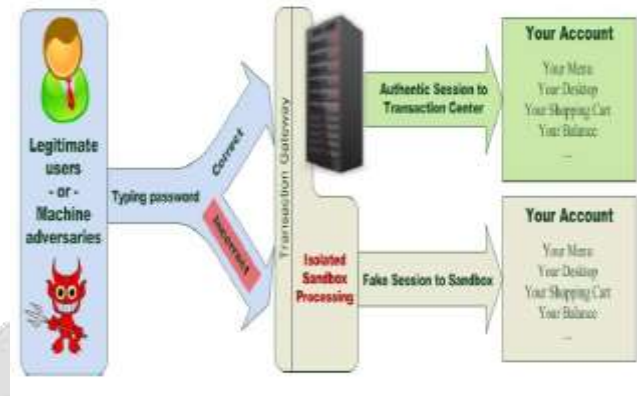 Legitimate
users
- or -
Machine
adversaries
Typing password
Correct
Incorrect
Transaction Gateway
Isolated
Sandbox
Processing
Authentic Session to
Transaction Center
Fake Session to Sandbox
Your Account
Your Menu
Your Desktop
Your Shopping Cart
Your Balance
...
Your Account
Your Menu
Your Desktop
Your Shopping Cart
Your Balance
...